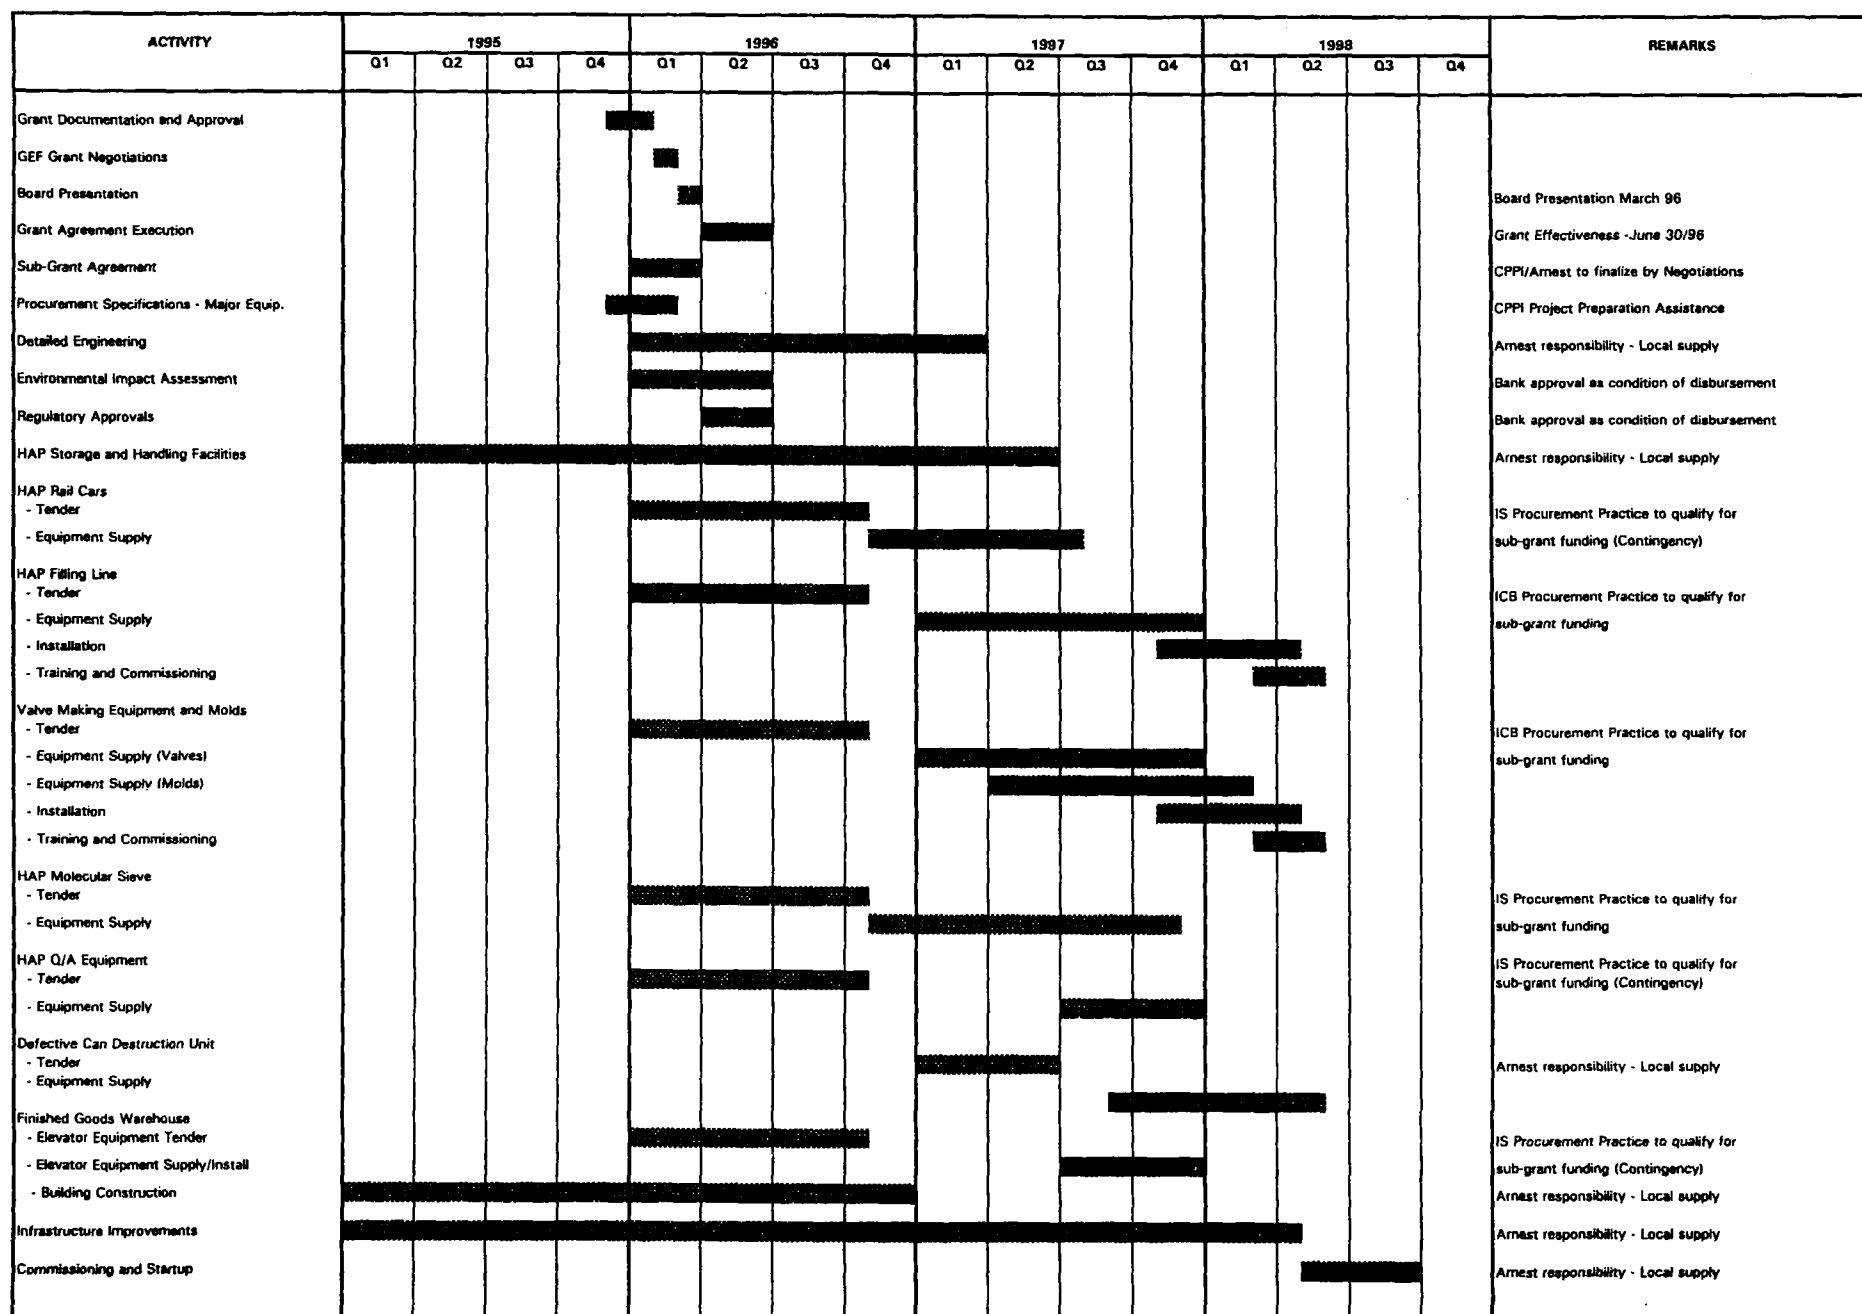 ACTIVITY 1995 1996 1997 1998 REMARKS
Q1 Q2 Q3 Q4 Q1 Q2 Q3 Q4 Q1 Q2 Q3 Q4 Q1 Q2 Q3 Q4
Grant Documentation and Approval
GEF Grant Negotiations
Board Presentation Board Presentation March 96
Grant Agreement Execution Grant Effectiveness -June 30/96
Sub-Grant Agreement CPPI/Arnest to finalize by Negotiations
Procurement Specifications - Major Equip. CPPI Project Preparation Assistance
Detailed Engineering Arnest responsibility - Local supply
Environmental Impact Assessment Bank approval as condition of disbursement
Regulatory Approvals Bank approval as condition of disbursement
HAP Storage and Handling Facilities Arnest responsibility - Local supply
HAP Rail Cars
- Tender IS Procurement Practice to qualify for
- Equipment Supply sub-grant funding (Contingency)
HAP Filling Line
- Tender ICB Procurement Practice to qualify for
- Equipment Supply sub-grant funding
- Installation
- Training and Commissioning
Valve Making Equipment and Molds
- Tender ICB Procurement Practice to qualify for
- Equipment Supply (Valves) sub-grant funding
- Equipment Supply (Molds)
- Installation
- Training and Commissioning
HAP Molecular Sieve
- Tender IS Procurement Practice to qualify for
- Equipment Supply sub-grant funding
HAP Q/A Equipment IS Procurement Practice to qualify for
- Tender sub-grant funding (Contingency)
- Equipment Supply
Defective Can Destruction Unit
- Tender Arnest responsibility - Local supply
- Equipment Supply
Finished Goods Warehouse
- Elevator Equipment Tender IS Procurement Practice to qualify for
- Elevator Equipment Supply/Install sub-grant funding (Contingency)
- Building Construction Arnest responsibility - Local supply
Infrastructure Improvements Arnest responsibility - Local supply
Commissioning and Startup Arnest responsibility - Local supply